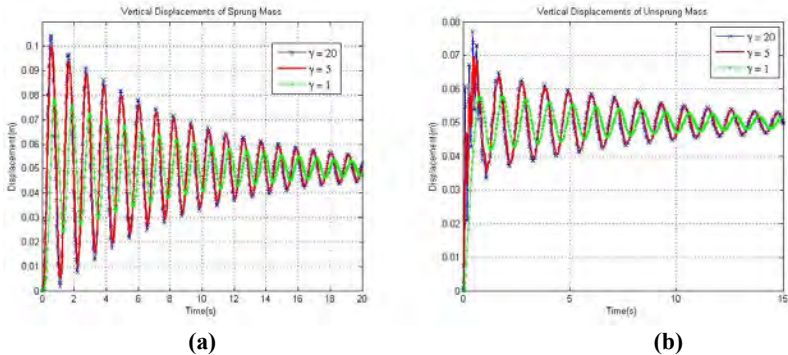 Vertical Displacements of Sprung Mass
0.1
0.09
0.08
0.07
0.06
0.05
0.04
0.03
0.02
0.01
0
Displacement(m)
γ = 20
γ = 5
γ = 1
0 2 4 6 8 10 12 14 16 18 20
Time(s)
(a)
Vertical Displacements of Unsprung Mass
0.08
0.07
0.06
0.05
0.04
0.03
0.02
0.01
0
Displacement(m)
γ = 20
γ = 5
γ = 1
0 5 10 15
Time(s)
(b)